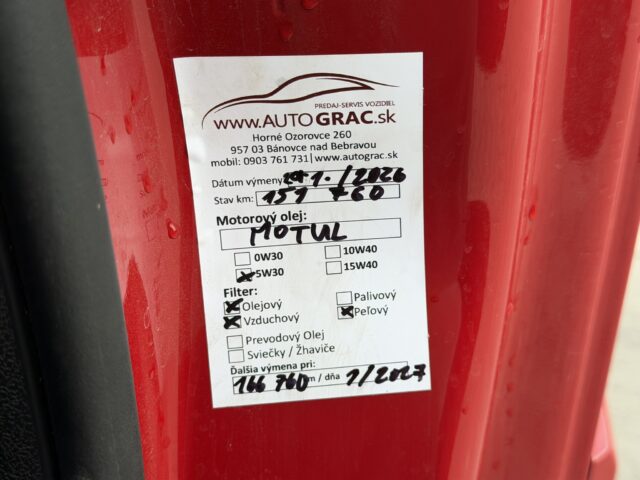 PREDAJ-SERVIS VOZIDIEL
www.AUTOGRAC.sk
Horné Ozorovce 260
957 03 Bánovce nad Bebravou
mobil: 0903 761 731|www.autograc.sk
Dátum výmeny 1./2026
Stav km: 151 760
Motorový olej:
MOTUL
0W30 10W40
5W30 15W40
Filter:
Olejový Palivový
Vzduchový Peľový
Prevodový Olej
Sviečky / Žhaviče
Ďalšia výmena pri:
166 760 m / dňa 1/2027